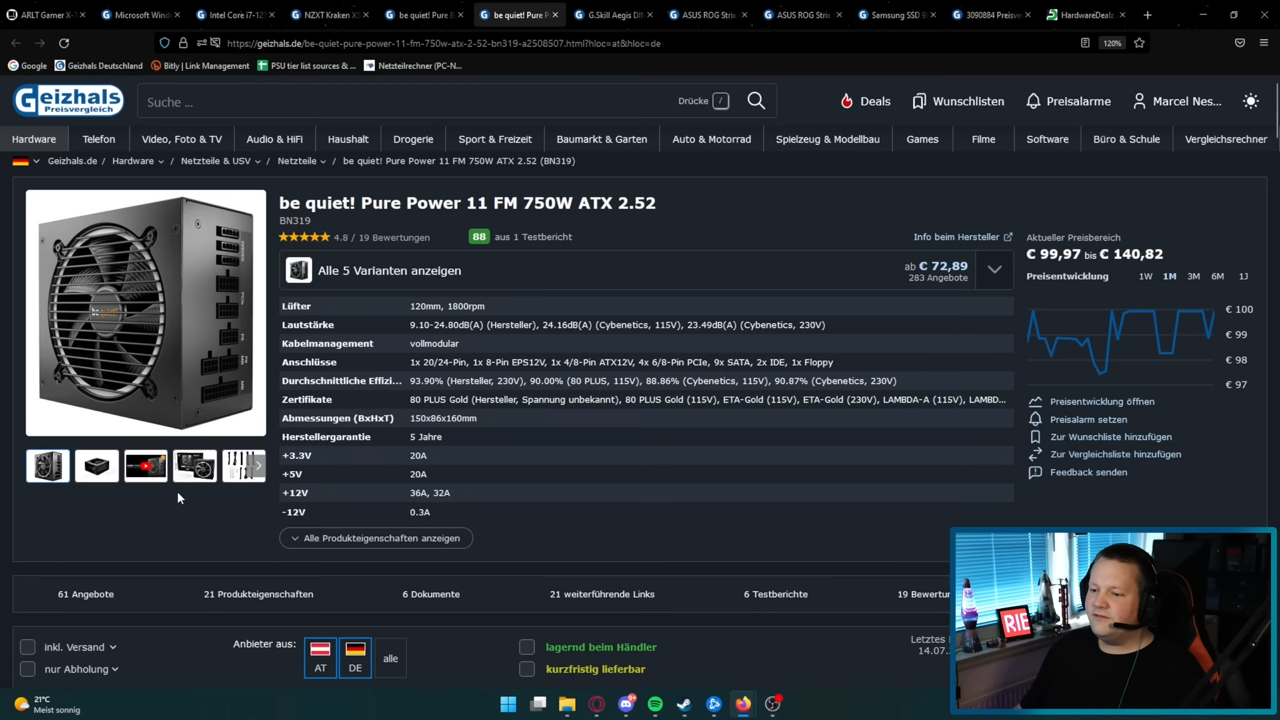 ARLT Gamer X-T
Microsoft Wind
Intel Core i7-12
NZXT Kraken X
be quiet! Pure B
be quiet! Pure P
G.Skill Aegis DI
ASUS ROG Stri
ASUS ROG Stri
Samsung SSD 9
3090884 Preisve
HardwareDealz
https://geizhals.de/be-quiet-pure-power-11-fm-750w-atx-2-52-bn319-a2508507.html?hloc=at&hloc=de
120%
Google
Geizhals Deutschland
Bitly | Link Management
PSU tier list sources & ...
Netzteilrechner (PC-N...
Geizhals
Preisvergleich
Suche ...
Drücke /
Deals
Wunschlisten
Preisalarme
Marcel Nes...
Hardware
Telefon
Video, Foto & TV
Audio & HiFi
Haushalt
Drogerie
Sport & Freizeit
Baumarkt & Garten
Auto & Motorrad
Spielzeug & Modellbau
Games
Filme
Software
Büro & Schule
Vergleichsrechner
Geizhals.de / Hardware / Netzteile & USV / Netzteile / be quiet! Pure Power 11 FM 750W ATX 2.52 (BN319)
be quiet! Pure Power 11 FM 750W ATX 2.52
BN319
4.8 / 19 Bewertungen
88 aus 1 Testbericht
Info beim Hersteller
Alle 5 Varianten anzeigen
ab € 72,89
283 Angebote
Lüfter 120mm, 1800rpm
Lautstärke 9.10-24.80dB(A) (Hersteller), 24.16dB(A) (Cybenetics, 115V), 23.49dB(A) (Cybenetics, 230V)
Kabelmanagement vollmodular
Anschlüsse 1x 20/24-Pin, 1x 8-Pin EPS12V, 1x 4/8-Pin ATX12V, 4x 6/8-Pin PCIe, 9x SATA, 2x IDE, 1x Floppy
Durchschnittliche Effizi... 93.90% (Hersteller, 230V), 90.00% (80 PLUS, 115V), 88.86% (Cybenetics, 115V), 90.87% (Cybenetics, 230V)
Zertifikate 80 PLUS Gold (Hersteller, Spannung unbekannt), 80 PLUS Gold (115V), ETA-Gold (115V), ETA-Gold (230V), LAMBDA-A (115V), LAMBD...
Abmessungen (BxHxT) 150x86x160mm
Herstellergarantie 5 Jahre
+3.3V 20A
+5V 20A
+12V 36A, 32A
-12V 0.3A
Alle Produkteigenschaften anzeigen
Aktueller Preisbereich
€ 99,97 bis € 140,82
Preisentwicklung 1W 1M 3M 6M 1J
€ 100
€ 99
€ 98
€ 97
Preisentwicklung öffnen
Preisalarm setzen
Zur Wunschliste hinzufügen
Zur Vergleichsliste hinzufügen
Feedback senden
61 Angebote
21 Produkteigenschaften
6 Dokumente
21 weiterführende Links
6 Testberichte
19 Bewertun
inkl. Versand
nur Abholung
Anbieter aus:
AT
DE
alle
lagernd beim Händler
kurzfristig lieferbar
Letztes
14.07.
RIE
21°C
Meist sonnig